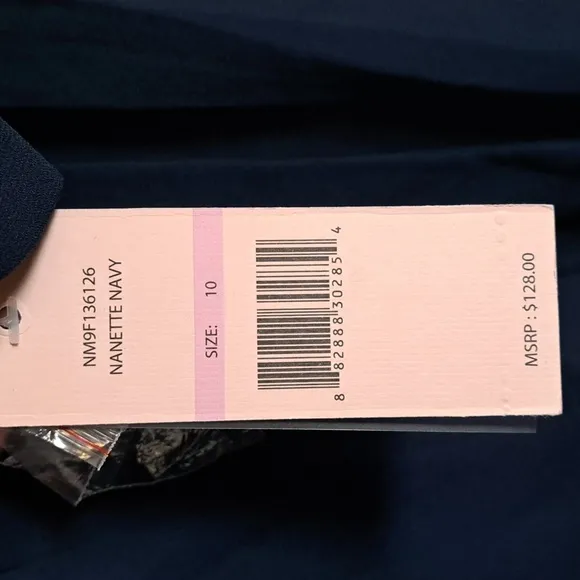 NM9F136126
NANETTE NAVY
SIZE: 10
8 82888 30285 4
MSRP : $128.00